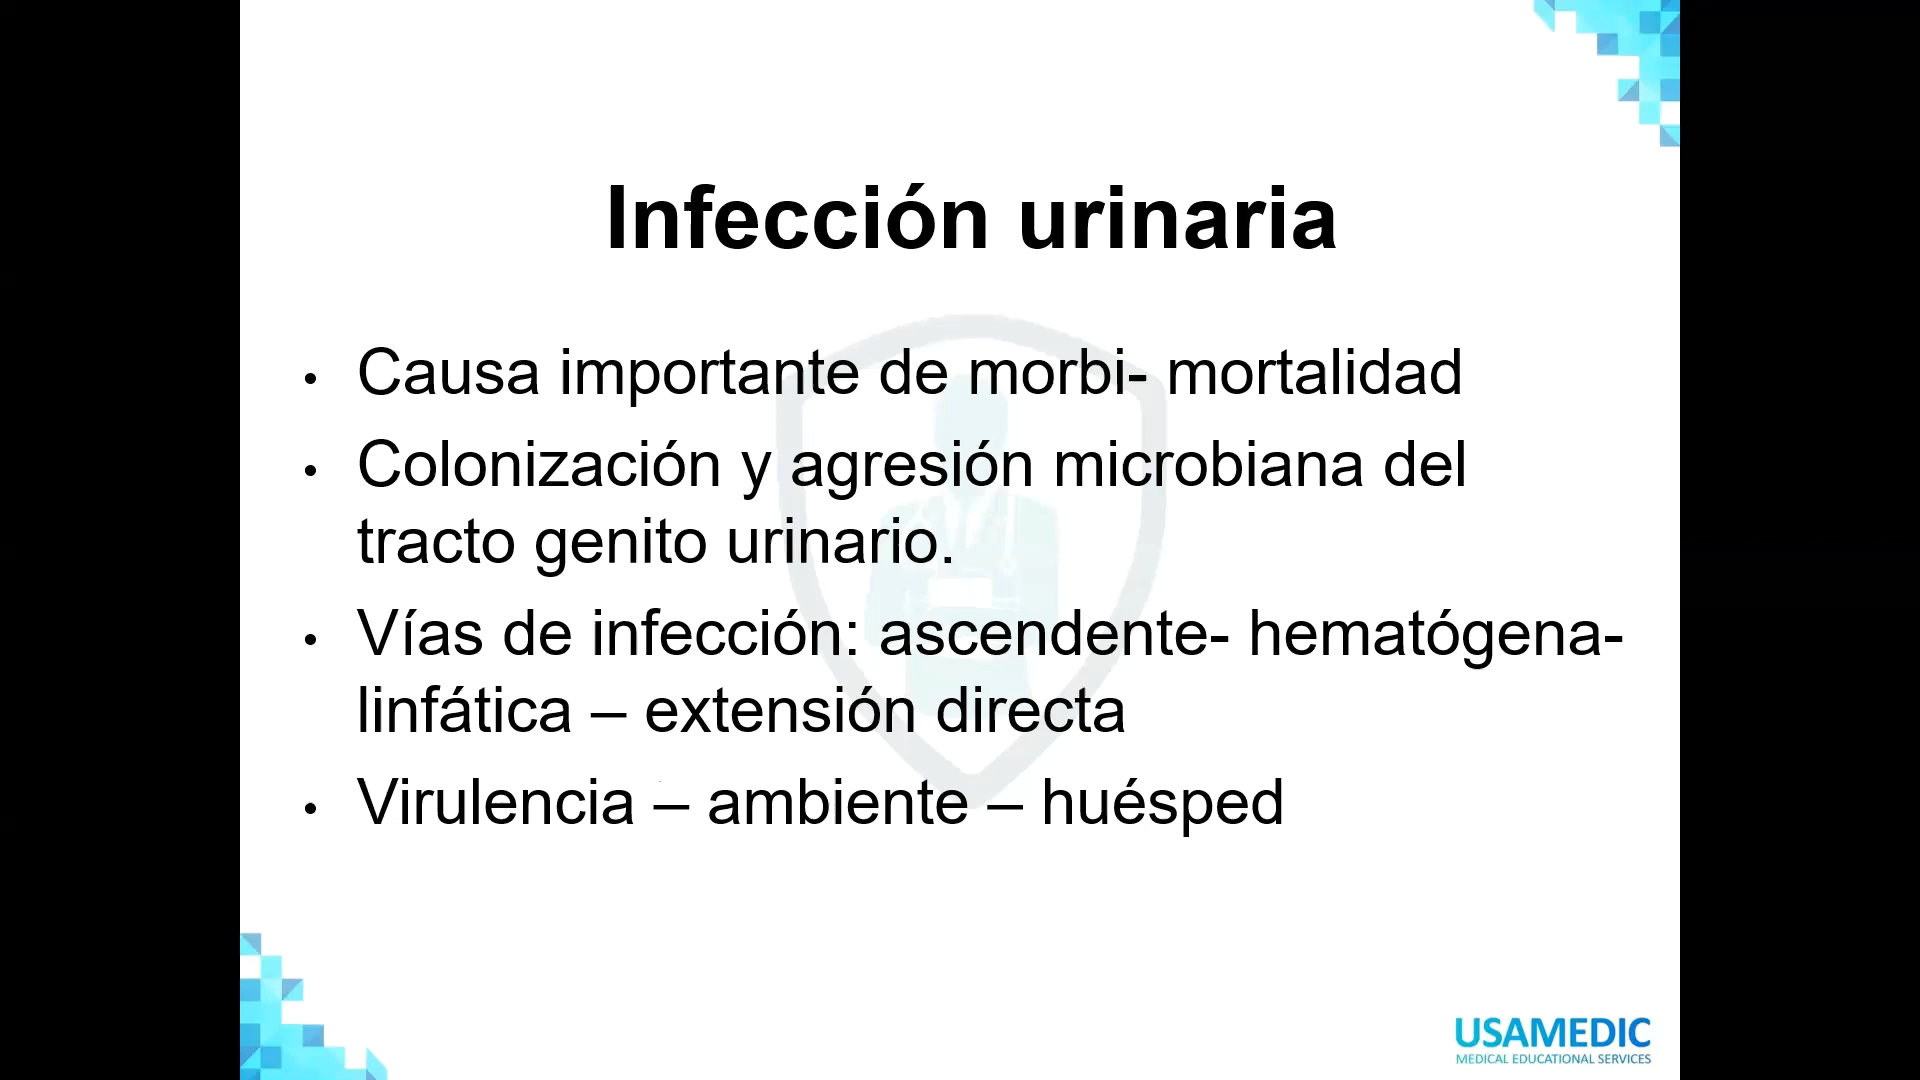 Infección urinaria
• Causa importante de morbi- mortalidad
• Colonización y agresión microbiana del
tracto genito urinario.
• Vías de infección: ascendente- hematógena-
linfática – extensión directa
• Virulencia – ambiente – huésped
USAMEDIC
MEDICAL EDUCATIONAL SERVICES